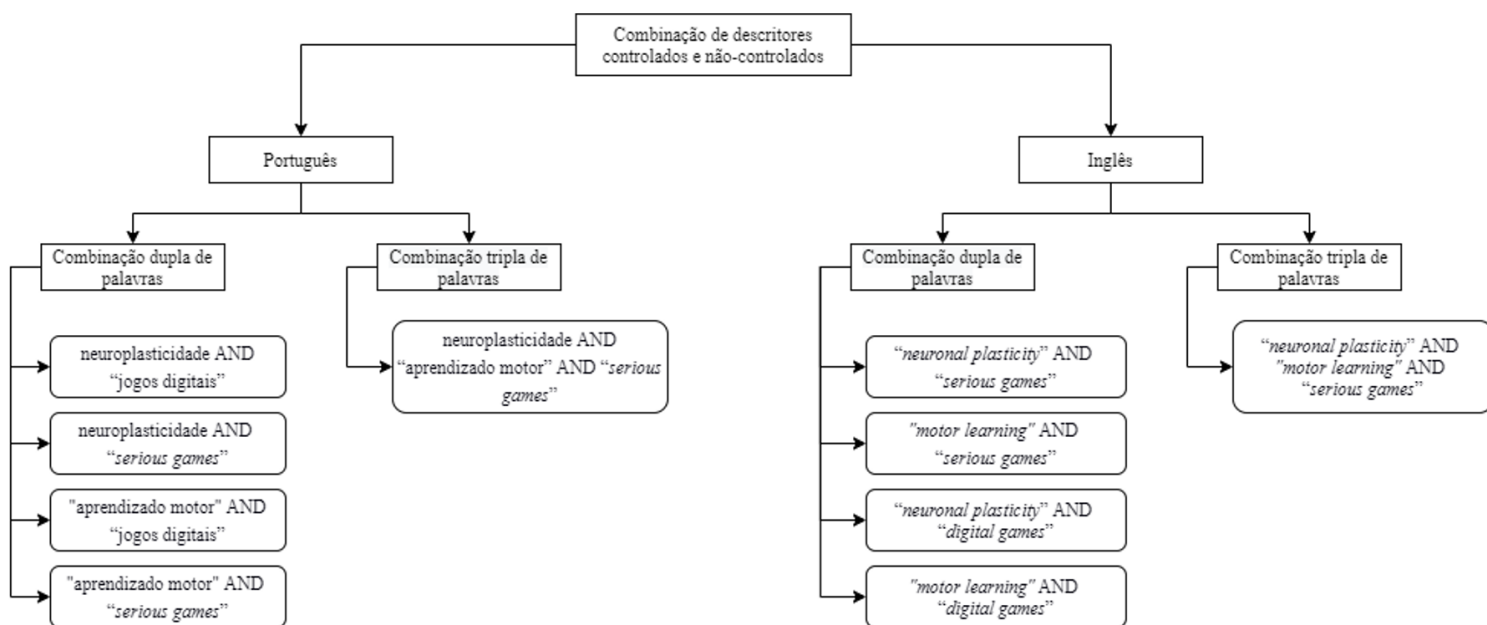 Combinação de descritores
controlados e não-controlados
Português
Inglês
Combinação dupla de
palavras
Combinação tripla de
palavras
Combinação dupla de
palavras
Combinação tripla de
palavras
neuroplasticidade AND
“jogos digitais”
neuroplasticidade AND
“serious games”
"aprendizado motor" AND
“jogos digitais”
"aprendizado motor" AND
“serious games”
neuroplasticidade AND
“aprendizado motor” AND “serious
games”
“neuronal plasticity” AND
“serious games”
"motor learning" AND
“serious games”
“neuronal plasticity” AND
“digital games”
"motor learning" AND
“digital games”
“neuronal plasticity” AND
"motor learning" AND
“serious games”